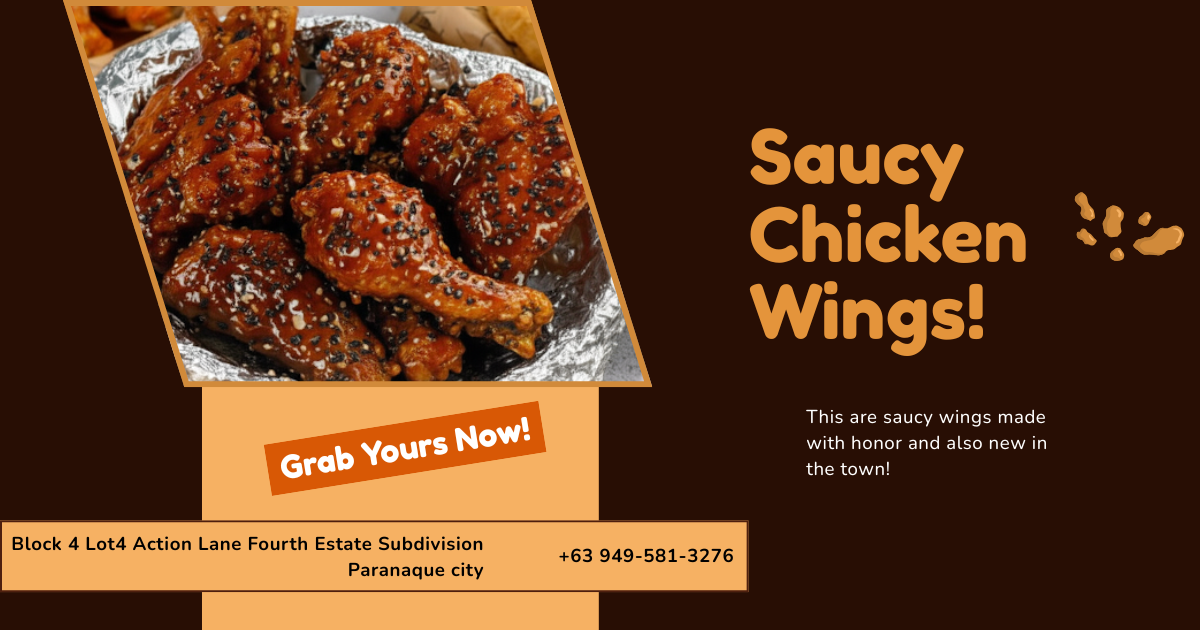 Saucy
Chicken
Wings!
This are saucy wings made
with honor and also new in
the town!
Grab Yours Now!
Block 4 Lot4 Action Lane Fourth Estate Subdivision
Paranaque city
+63 949-581-3276